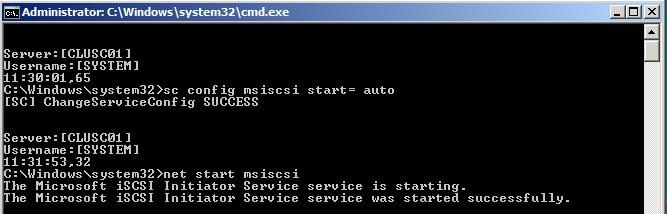 Administrator: C:\Windows\system32\cmd.exe
Server:[CLUSC01]
Username:[SYSTEM]
11:30:01,65
C:\Windows\system32>sc config msiscsi start= auto
[SC] ChangeServiceConfig SUCCESS
Server:[CLUSC01]
Username:[SYSTEM]
11:31:53,32
C:\Windows\system32>net start msiscsi
The Microsoft iSCSI Initiator Service service is starting.
The Microsoft iSCSI Initiator Service service was started successfully.